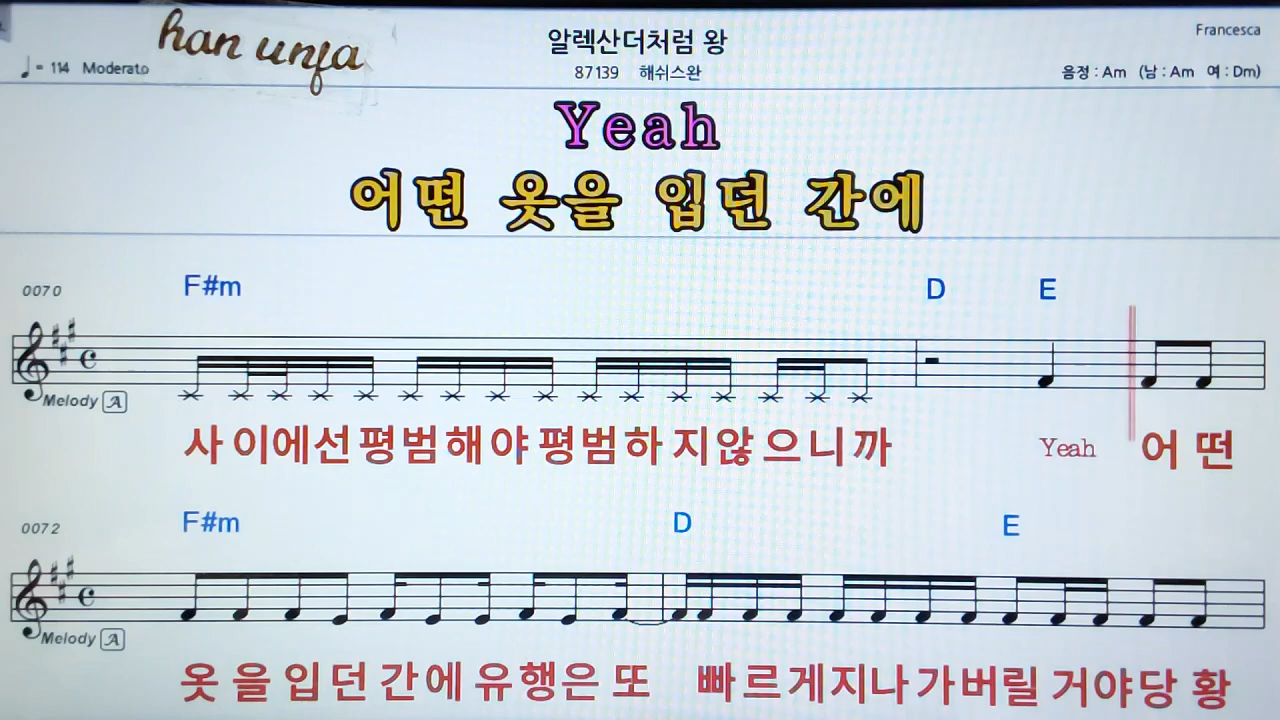 han unfa
알렉산더처럼 왕
Francesca
♩= 114 Moderato
87139 해쉬스완
음정 : Am (남 : Am 여 : Dm)
Yeah
어떤 옷을 입던 간에
0070
F#m D E
Melody A
사 이에선 평범해야 평범하 지않으니까 Yeah 어 떤
0072
F#m D E
Melody A
옷 을 입 던 간 에 유 행은 또 빠 르게지나 가버릴 거야당 황